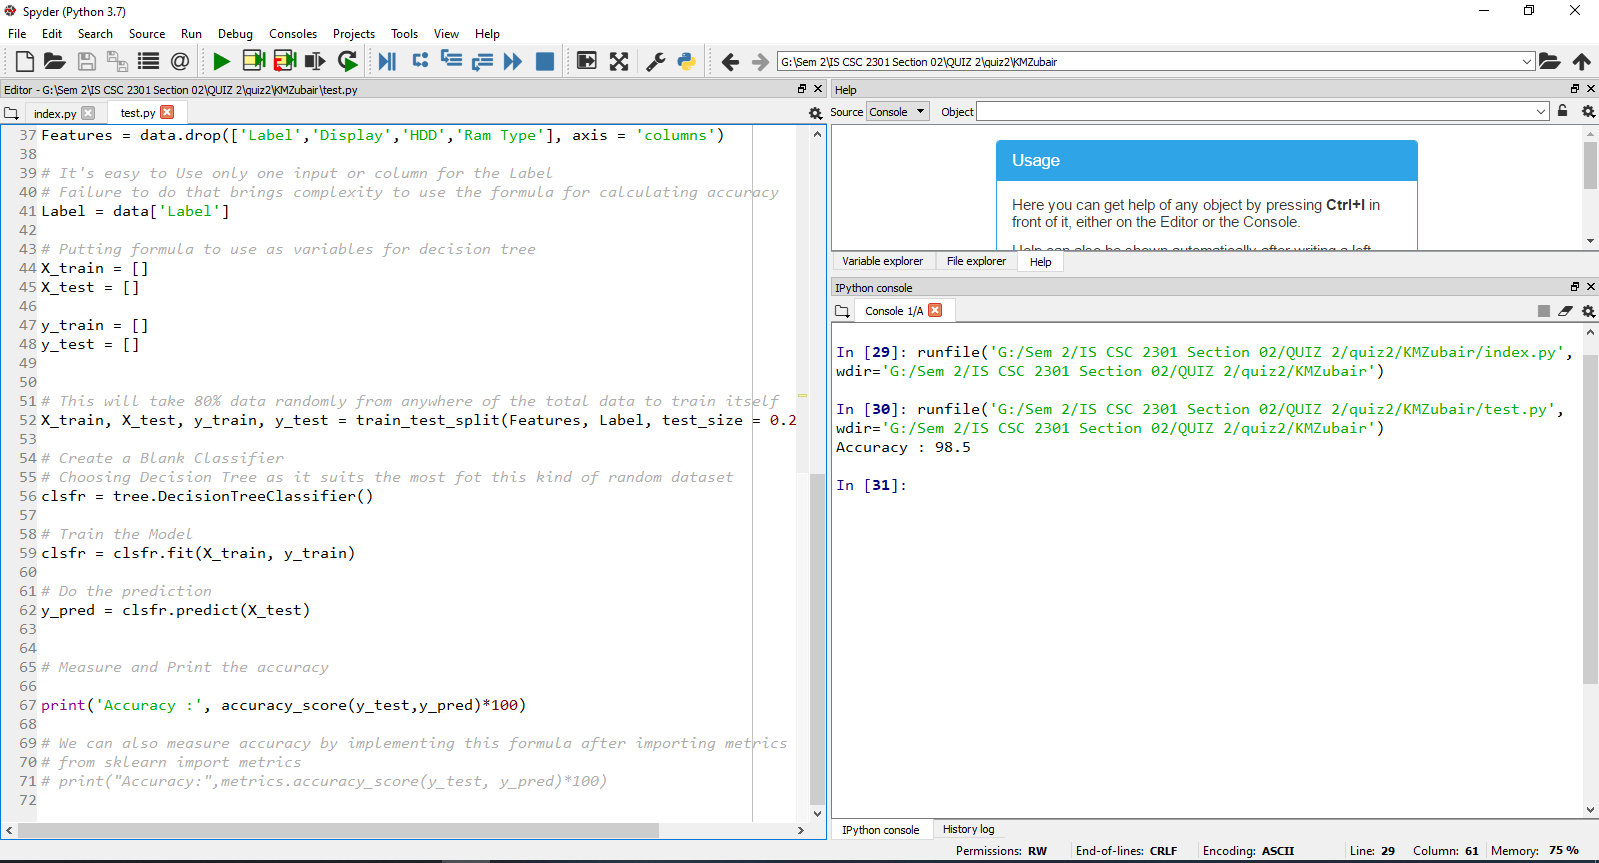 Spyder (Python 3.7)
File Edit Search Source Run Debug Consoles Projects Tools View Help
G:\Sem 2\IS CSC 2301 Section 02\QUIZ 2\quiz2\KMZubair
Editor - G:\Sem 2\IS CSC 2301 Section 02\QUIZ 2\quiz2\KMZubair\test.py
index.py test.py
37 Features = data.drop(['Label','Display','HDD','Ram Type'], axis = 'columns')
38
39 # It's easy to Use only one input or column for the Label
40 # Failure to do that brings complexity to use the formula for calculating accuracy
41 Label = data['Label']
42
43 # Putting formula to use as variables for decision tree
44 X_train = []
45 X_test = []
46
47 y_train = []
48 y_test = []
49
50
51 # This will take 80% data randomly from anywhere of the total data to train itself
52 X_train, X_test, y_train, y_test = train_test_split(Features, Label, test_size = 0.2
53
54 # Create a Blank Classifier
55 # Choosing Decision Tree as it suits the most fot this kind of random dataset
56 clsfr = tree.DecisionTreeClassifier()
57
58 # Train the Model
59 clsfr = clsfr.fit(X_train, y_train)
60
61 # Do the prediction
62 y_pred = clsfr.predict(X_test)
63
64
65 # Measure and Print the accuracy
66
67 print('Accuracy :', accuracy_score(y_test,y_pred)*100)
68
69 # We can also measure accuracy by implementing this formula after importing metrics
70 # from sklearn import metrics
71 # print("Accuracy:",metrics.accuracy_score(y_test, y_pred)*100)
72
Help
Source Console Object
Usage
Here you can get help of any object by pressing Ctrl+I in
front of it, either on the Editor or the Console.
Help can also be shown automatically after writing a left
Variable explorer File explorer Help
IPython console
Console 1/A
In [29]: runfile('G:/Sem 2/IS CSC 2301 Section 02/QUIZ 2/quiz2/KMZubair/index.py',
wdir='G:/Sem 2/IS CSC 2301 Section 02/QUIZ 2/quiz2/KMZubair')
In [30]: runfile('G:/Sem 2/IS CSC 2301 Section 02/QUIZ 2/quiz2/KMZubair/test.py',
wdir='G:/Sem 2/IS CSC 2301 Section 02/QUIZ 2/quiz2/KMZubair')
Accuracy : 98.5
In [31]:
IPython console History log
Permissions: RW End-of-lines: CRLF Encoding: ASCII Line: 29 Column: 61 Memory: 75 %